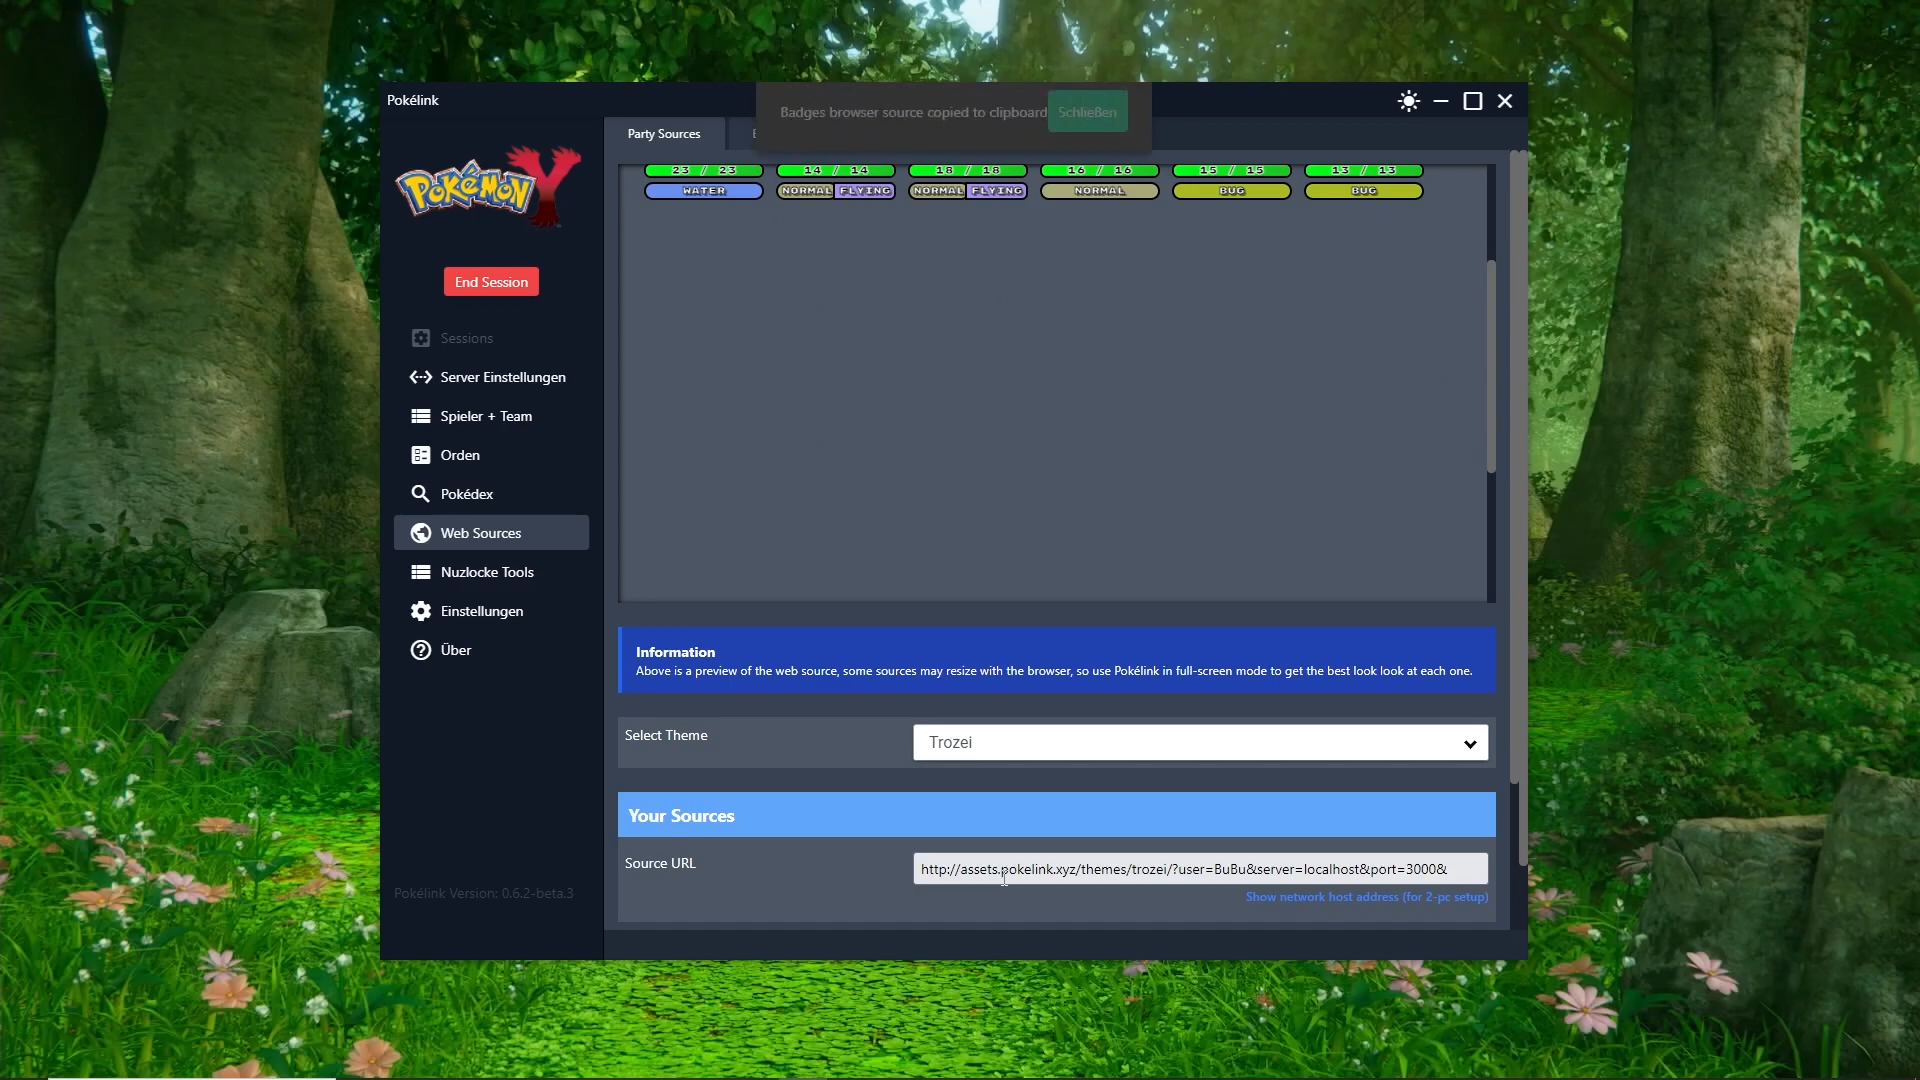 Pokélink
Badges browser source copied to clipboard
Schließen
Party Sources
POKéMON Y
End Session
Sessions
Server Einstellungen
Spieler + Team
Orden
Pokédex
Web Sources
Nuzlocke Tools
Einstellungen
Über
Pokélink Version: 0.6.2-beta.3
23 / 23
14 / 14
18 / 18
16 / 16
15 / 15
13 / 13
WATER
NORMAL FLYING
NORMAL FLYING
NORMAL
BUG
BUG
Information
Above is a preview of the web source, some sources may resize with the browser, so use Pokélink in full-screen mode to get the best look look at each one.
Select Theme
Trozei
Your Sources
Source URL
http://assets.pokelink.xyz/themes/trozei/?user=BuBu&server=localhost&port=3000&
Show network host address (for 2-pc setup)